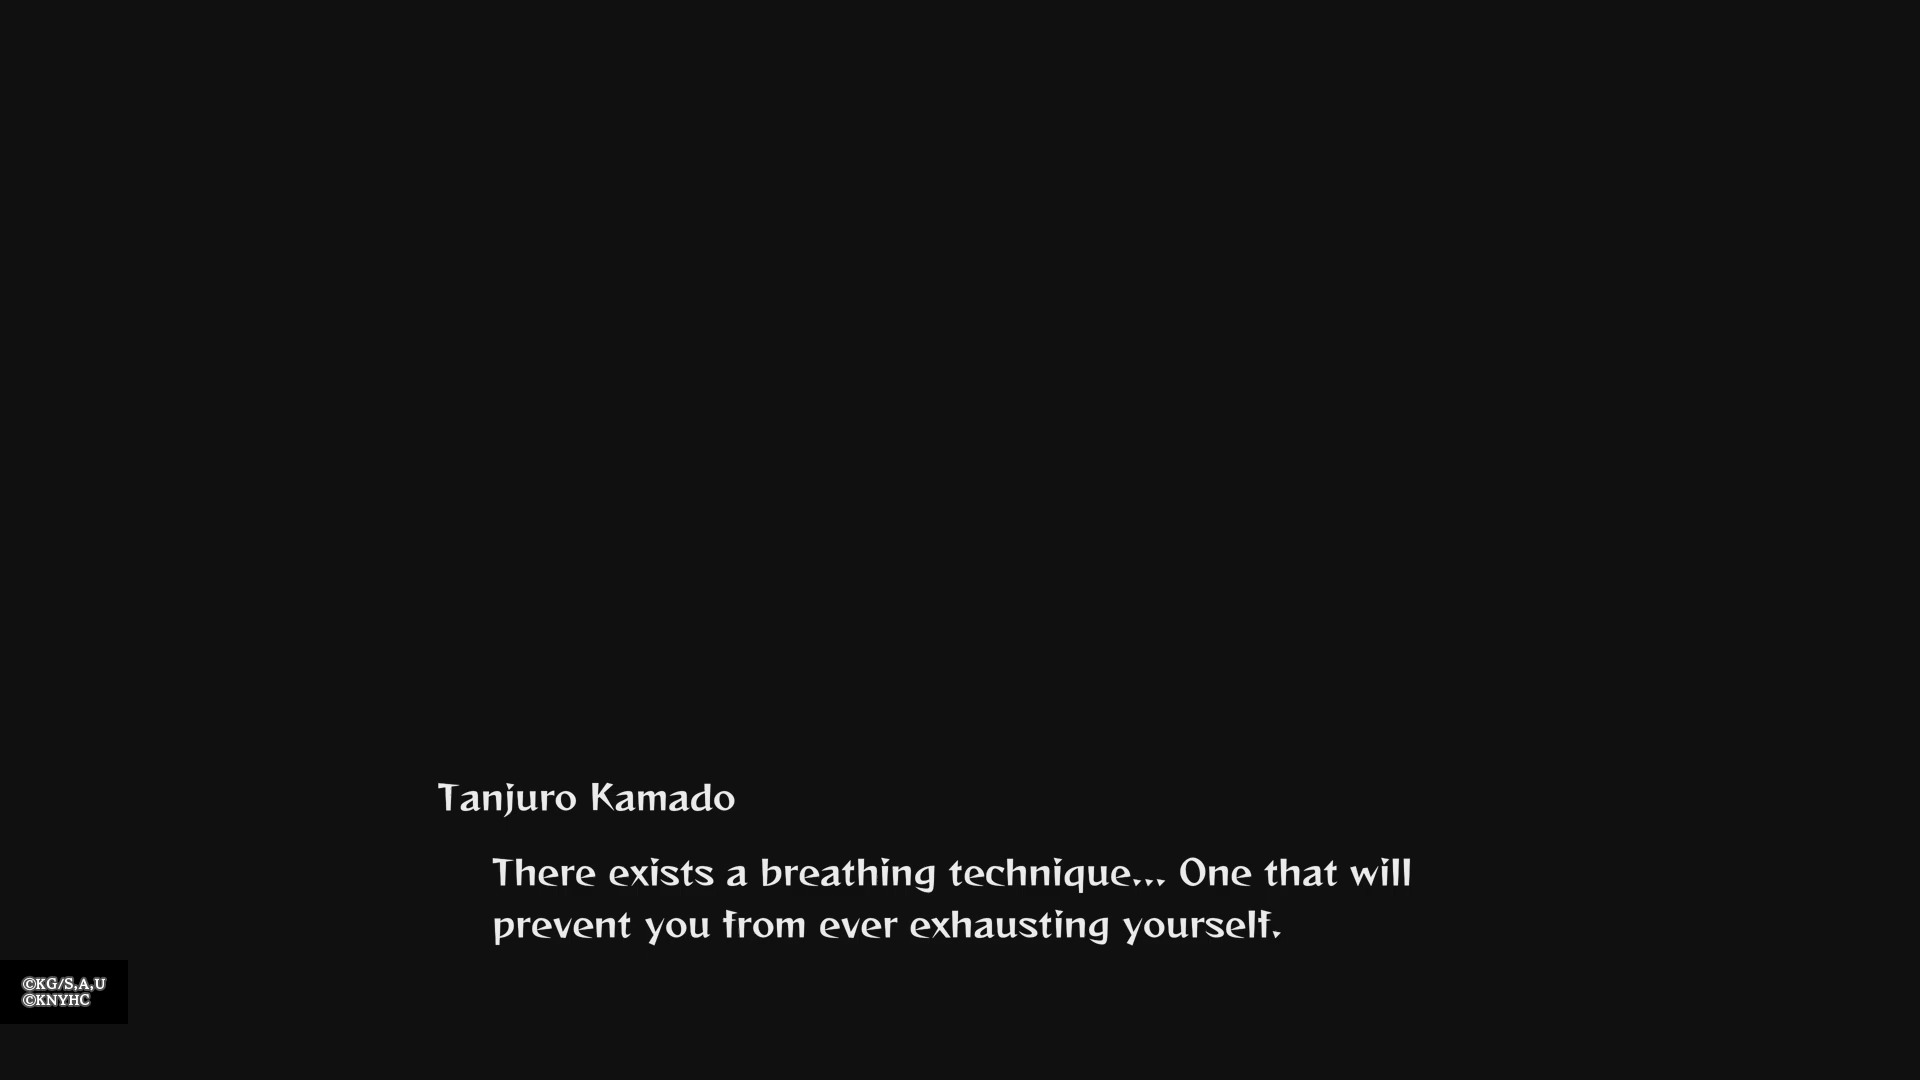 Tanjuro Kamado
There exists a breathing technique... One that will
prevent you from ever exhausting yourself.
©KG/S,A,U
©KNYHC